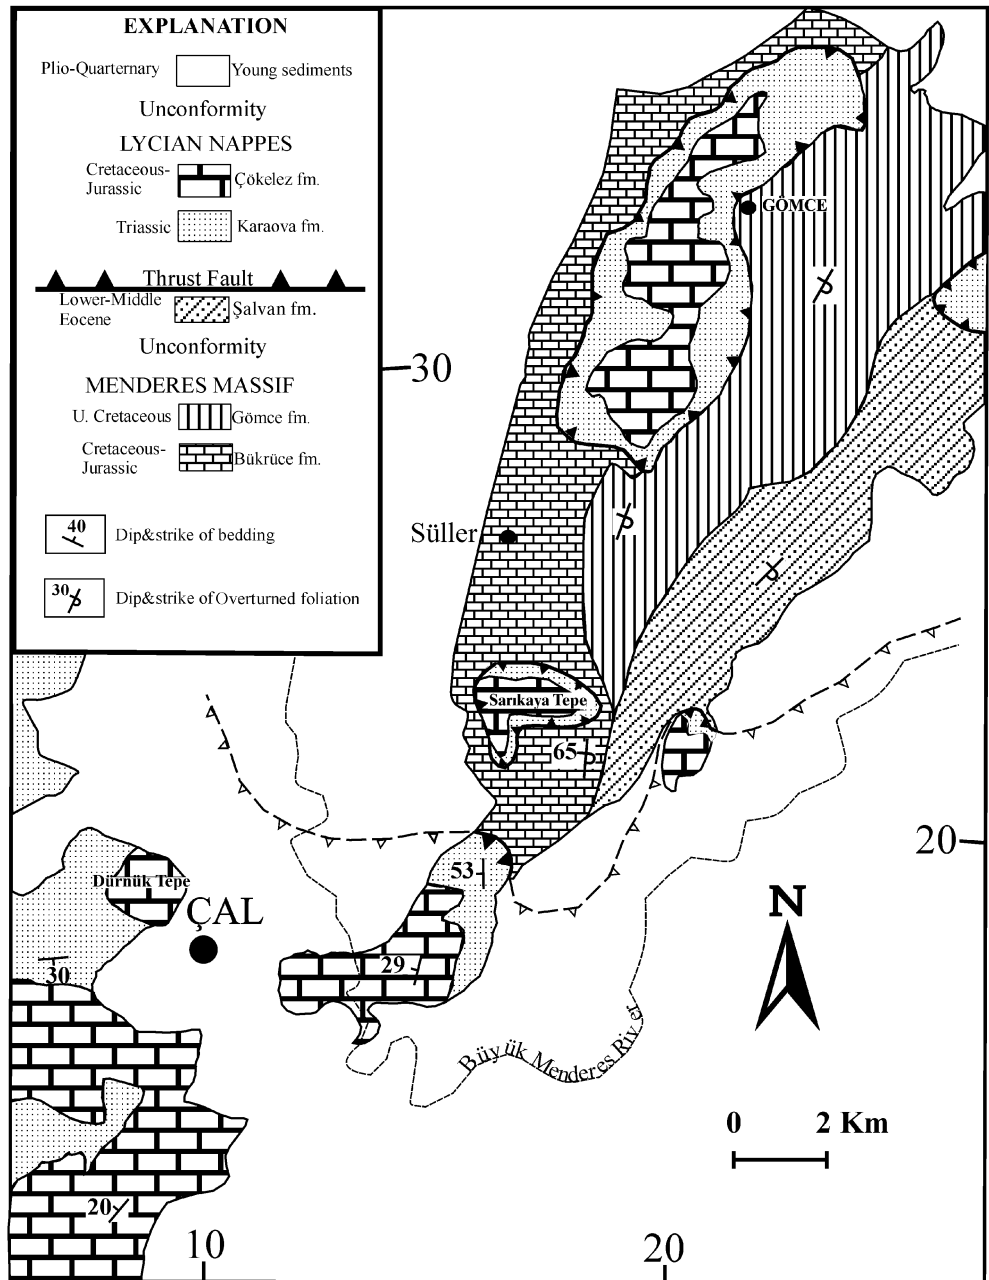 EXPLANATION
Plio-Quarternary Young sediments
Unconformity
LYCIAN NAPPES
Cretaceous-
Jurassic Çökelez fm.
Triassic Karaova fm.
Thrust Fault
Lower-Middle
Eocene Şalvan fm.
Unconformity
MENDERES MASSIF
U. Cretaceous Gömce fm.
Cretaceous-
Jurassic Bükrüce fm.
40 Dip&strike of bedding
30 Dip&strike of Overturned foliation
GÖMCE
30
Süller
Sarıkaya Tepe
65
20
53
Dürnük Tepe
ÇAL
N
29
30
Büyük Menderes River
0 2 Km
20
10
20